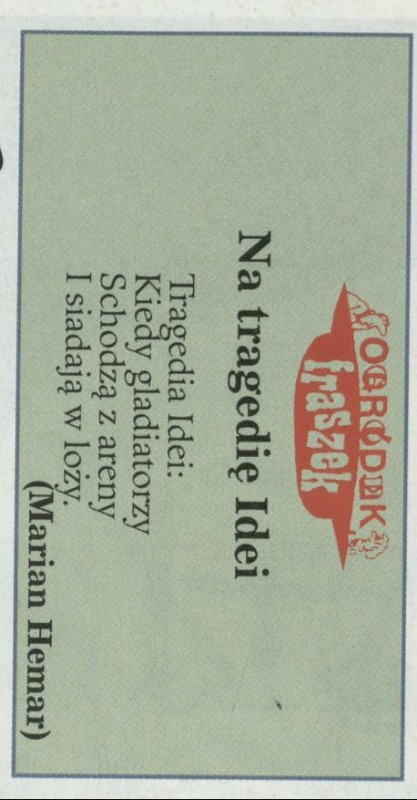 OGRÓDEK
fraszek
Na tragedię Idei
Tragedia Idei:
Kiedy gladiatorzy
Schodzą z areny
I siadają w loży.
(Marian Hemar)